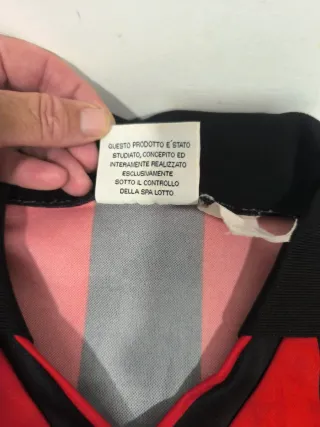 QUESTO PRODOTTO E' STATO
STUDIATO, CONCEPITO ED
INTERAMENTE REALIZZATO
ESCLUSIVAMENTE
SOTTO IL CONTROLLO
DELLA SPA LOTTO